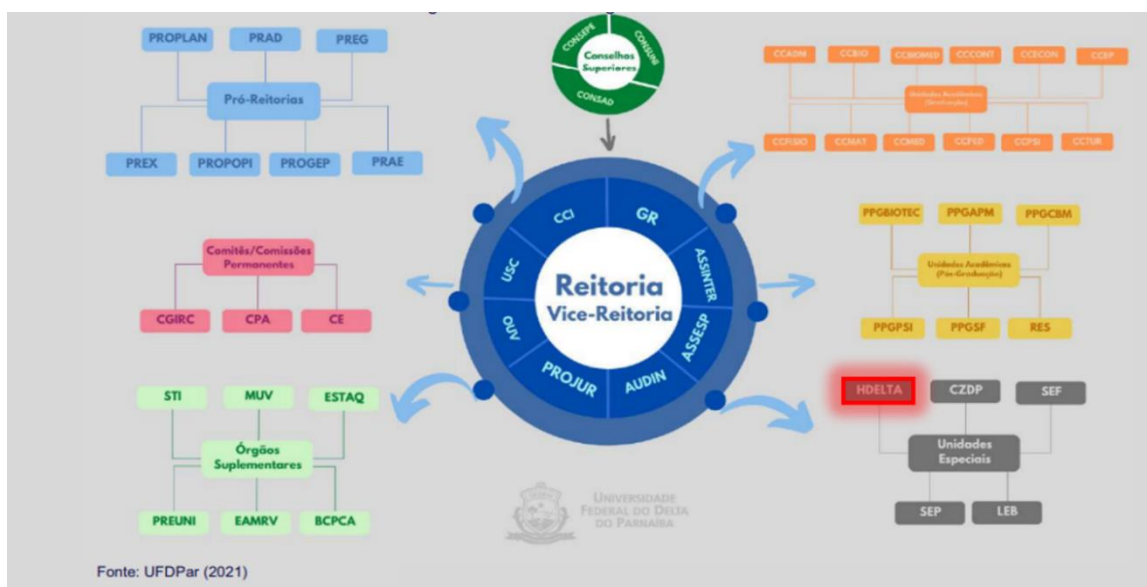 PROPLAN
PRAD
PREG
Pró-Reitorias
PREX
PROPOPI
PROGEP
PRAE
CONSEPE
CONSUNI
Conselhos
Superiores
CONSAD
CCADM
CCBIO
CCBIOMED
CCCONT
CCECON
CCEP
Unidades Acadêmicas
(Graduação)
CCFISIO
CCMAT
CCMED
CCPED
CCPSI
CCTUR
Comitês/Comissões
Permanentes
CGIRC
CPA
CE
CCI
GR
ASSINTER
ASSESP
AUDIN
PROJUR
OUV
USC
Reitoria
Vice-Reitoria
PPGBIOTEC
PPGAPM
PPGCBM
Unidades Acadêmicas
(Pós-Graduação)
PPGPSI
PPGSF
RES
STI
MUV
ESTAQ
Órgãos
Suplementares
PREUNI
EAMRV
BCPCA
HDELTA
CZDP
SEF
Unidades
Especiais
SEP
LEB
Universidade
Federal do Delta
do Parnaíba
Fonte: UFDPar (2021)